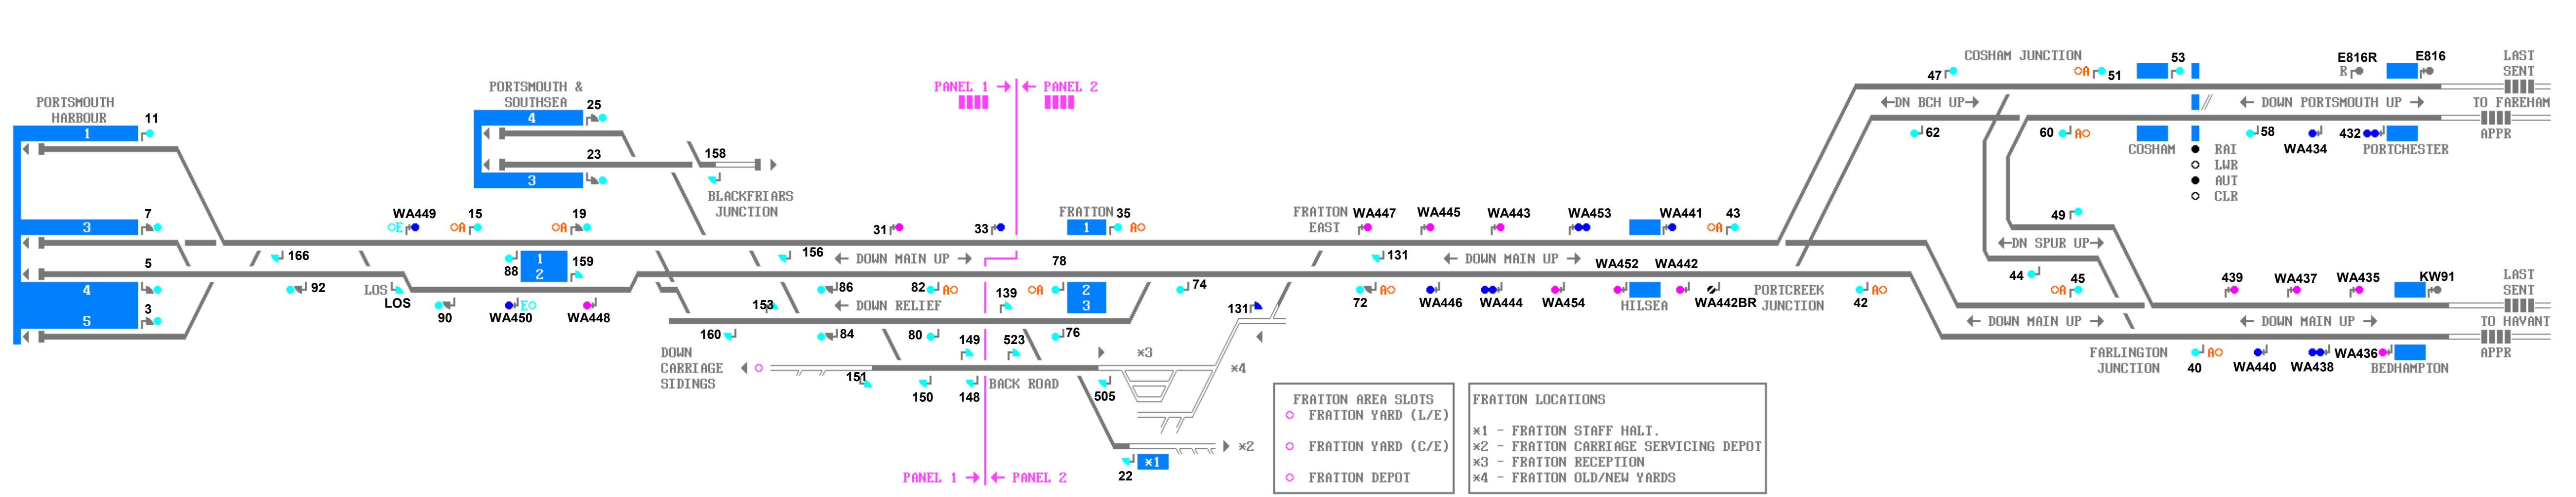 COSHAM JUNCTION
53
E816R
E816
LAST
SENT
47
A
51
R
PORTSMOUTH &
SOUTHSEA
25
PANEL 1 → ← PANEL 2
PORTSMOUTH
HARBOUR
11
4
←DN BCH UP→
← DOWN PORTSMOUTH UP →
TO FAREHAM
1
62
60
A
58
WA434
432
APPR
23
158
COSHAM
RAI
PORTCHESTER
LWR
3
AUT
BLACKFRIARS
JUNCTION
CLR
7
WA449
15
19
31
33
FRATTON
35
FRATTON
EAST
WA447
WA445
WA443
WA453
WA441
43
49
3
E
A
A
1
A
A
←DN SPUR UP→
5
166
88
1
2
159
156
← DOWN MAIN UP →
78
131
← DOWN MAIN UP →
WA452
WA442
44
45
439
WA437
WA435
KW91
LAST
SENT
4
92
LOS
LOS
86
82
A
A
2
74
72
A
WA446
WA444
WA454
HILSEA
WA442BR
PORTCREEK
JUNCTION
42
A
A
3
5
90
WA450
E
WA448
153
← DOWN RELIEF →
139
3
131
← DOWN MAIN UP →
← DOWN MAIN UP →
TO HAVANT
160
84
80
76
149
523
DOWN
CARRIAGE
SIDINGS
*3
*4
FARLINGTON
JUNCTION
40
A
WA440
WA438
WA436
BEDHAMPTON
APPR
151
150
148
BACK ROAD
505
FRATTON AREA SLOTS
FRATTON YARD (L/E)
FRATTON YARD (C/E)
FRATTON DEPOT
FRATTON LOCATIONS
*1 - FRATTON STAFF HALT.
*2 - FRATTON CARRIAGE SERVICING DEPOT
*3 - FRATTON RECEPTION
*4 - FRATTON OLD/NEW YARDS
*2
22
*1
PANEL 1 → ← PANEL 2